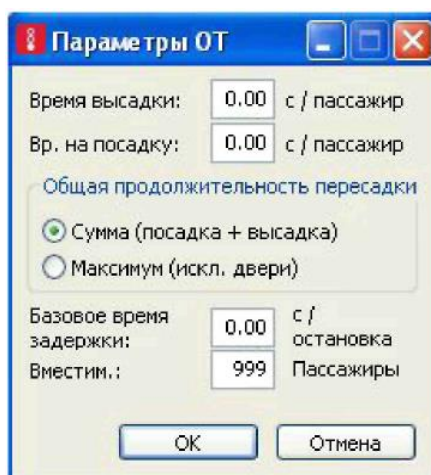 Параметры ОТ
Время высадки: 0.00 с / пассажир
Вр. на посадку: 0.00 с / пассажир
Общая продолжительность пересадки
Сумма (посадка + высадка)
Максимум (искл. двери)
Базовое время задержки: 0.00 с / остановка
Вместим.: 999 Пассажиры
ОК Отмена